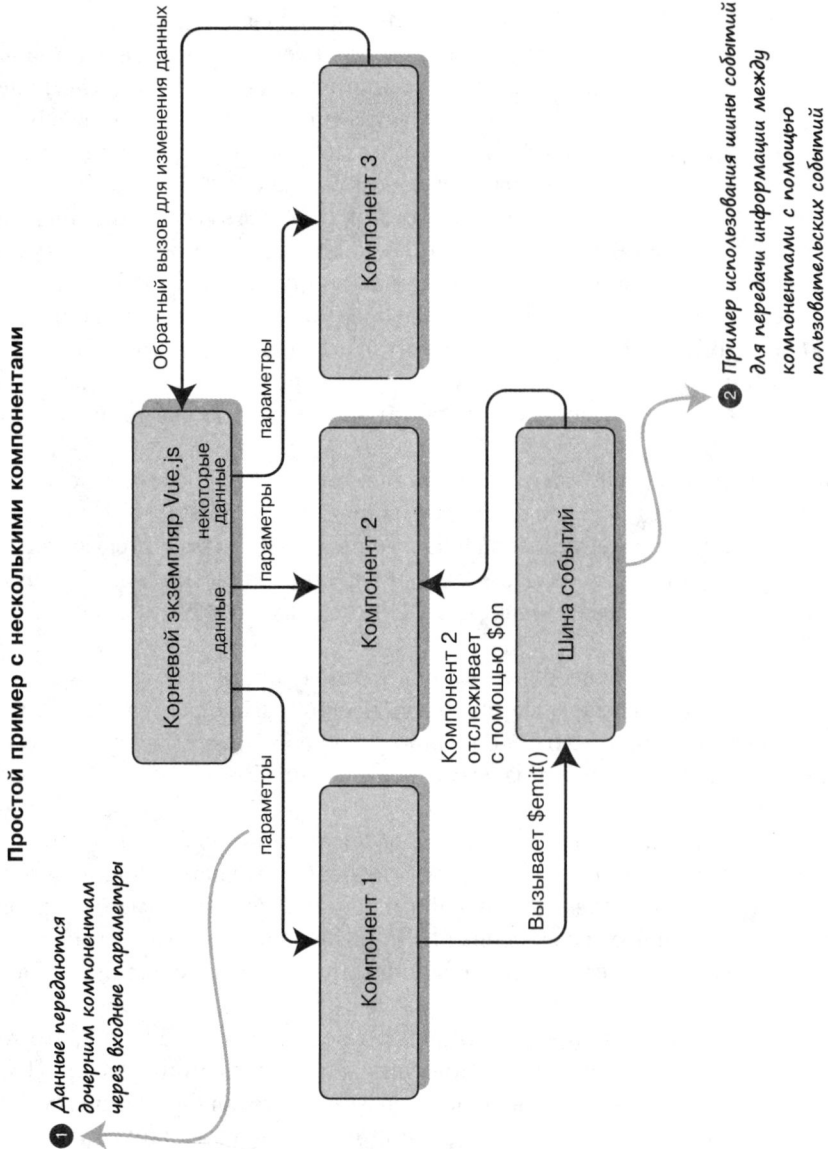 Простой пример с несколькими компонентами
1 Данные передаются
дочерним компонентам
через входные параметры
Обратный вызов для изменения данных
Корневой экземпляр Vue.js
данные
некоторые
данные
параметры
параметры
параметры
Компонент 1
Компонент 2
Компонент 3
Компонент 2
отслеживает
с помощью $on
Вызывает $emit()
Шина событий
2 Пример использования шины событий
для передачи информации между
компонентами с помощью
пользовательских событий